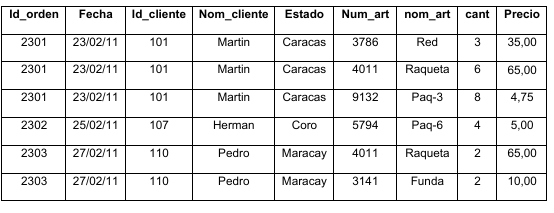 Id_orden Fecha Id_cliente Nom_cliente Estado Num_art nom_art cant Precio
2301 23/02/11 101 Martin Caracas 3786 Red 3 35,00
2301 23/02/11 101 Martin Caracas 4011 Raqueta 6 65,00
2301 23/02/11 101 Martin Caracas 9132 Paq-3 8 4,75
2302 25/02/11 107 Herman Coro 5794 Paq-6 4 5,00
2303 27/02/11 110 Pedro Maracay 4011 Raqueta 2 65,00
2303 27/02/11 110 Pedro Maracay 3141 Funda 2 10,00